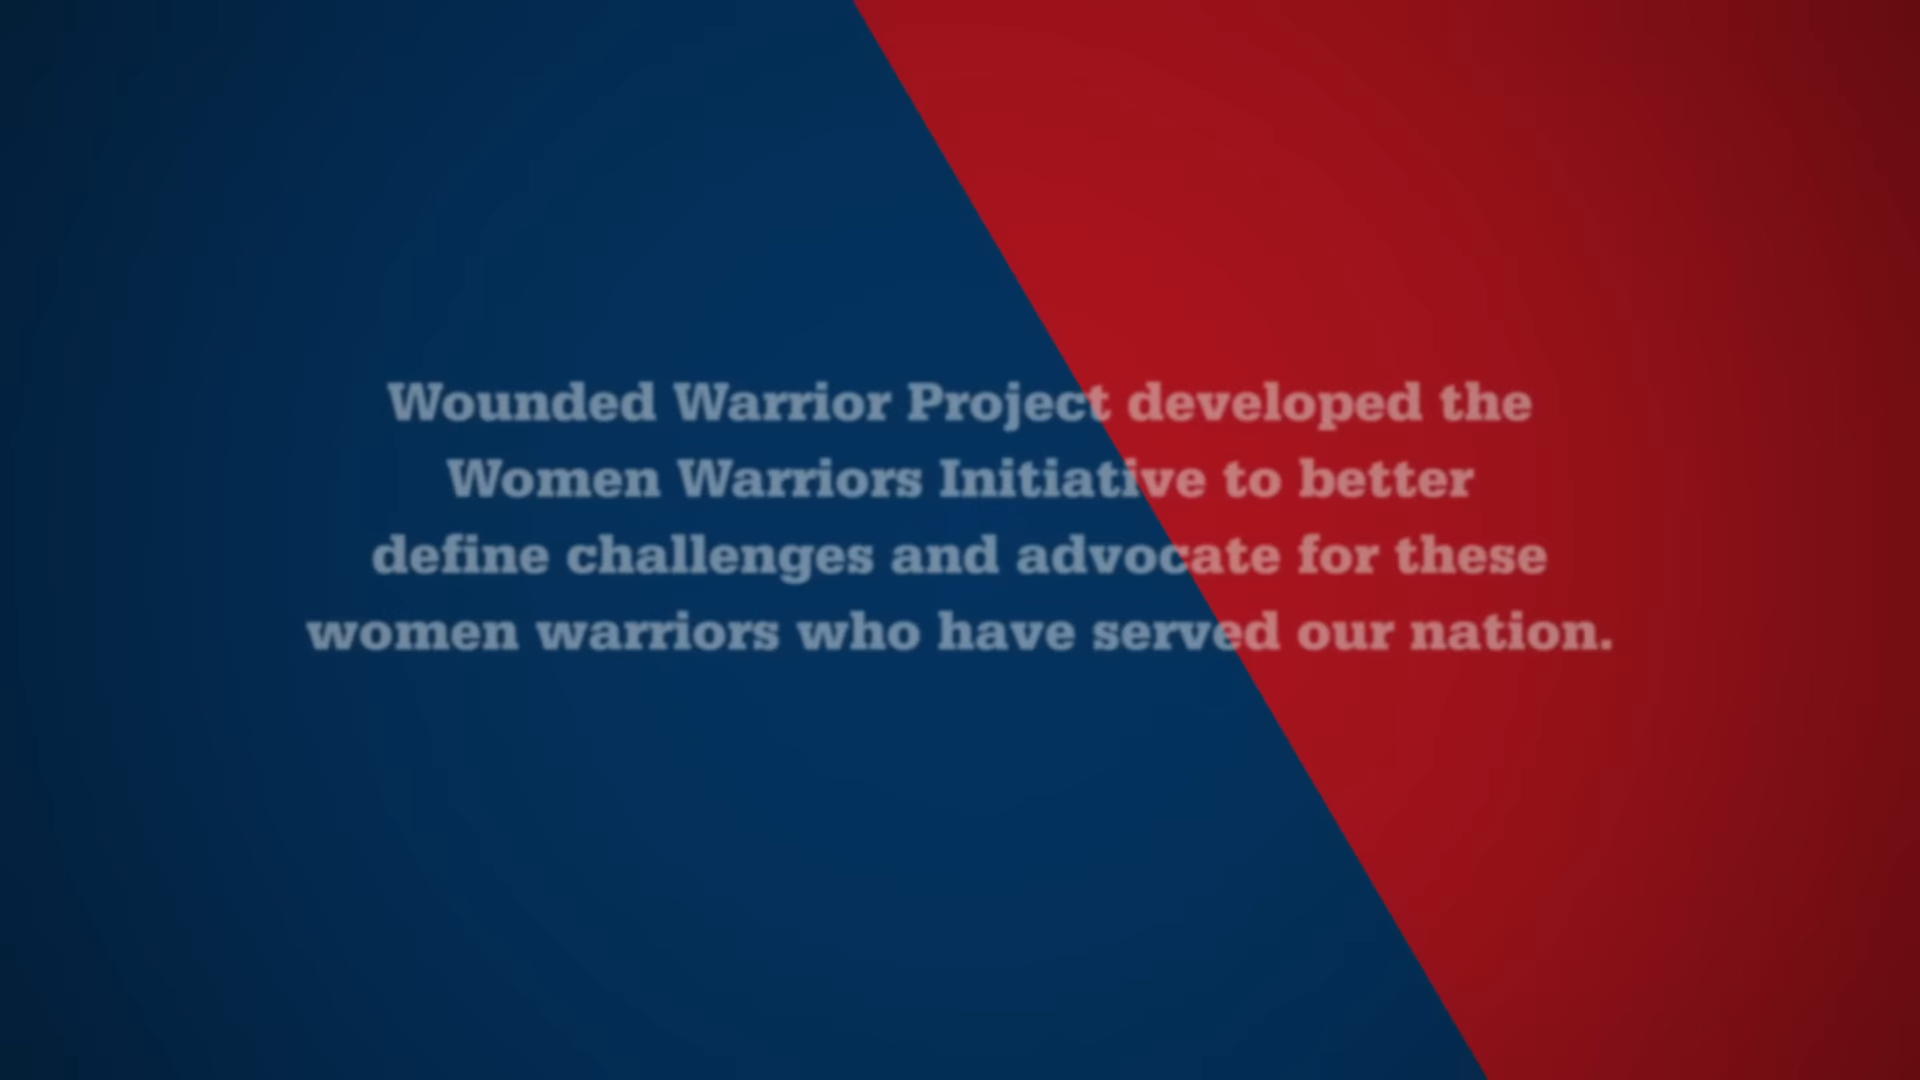 Wounded Warrior Project developed the
Women Warriors Initiative to better
define challenges and advocate for these
women warriors who have served our nation.